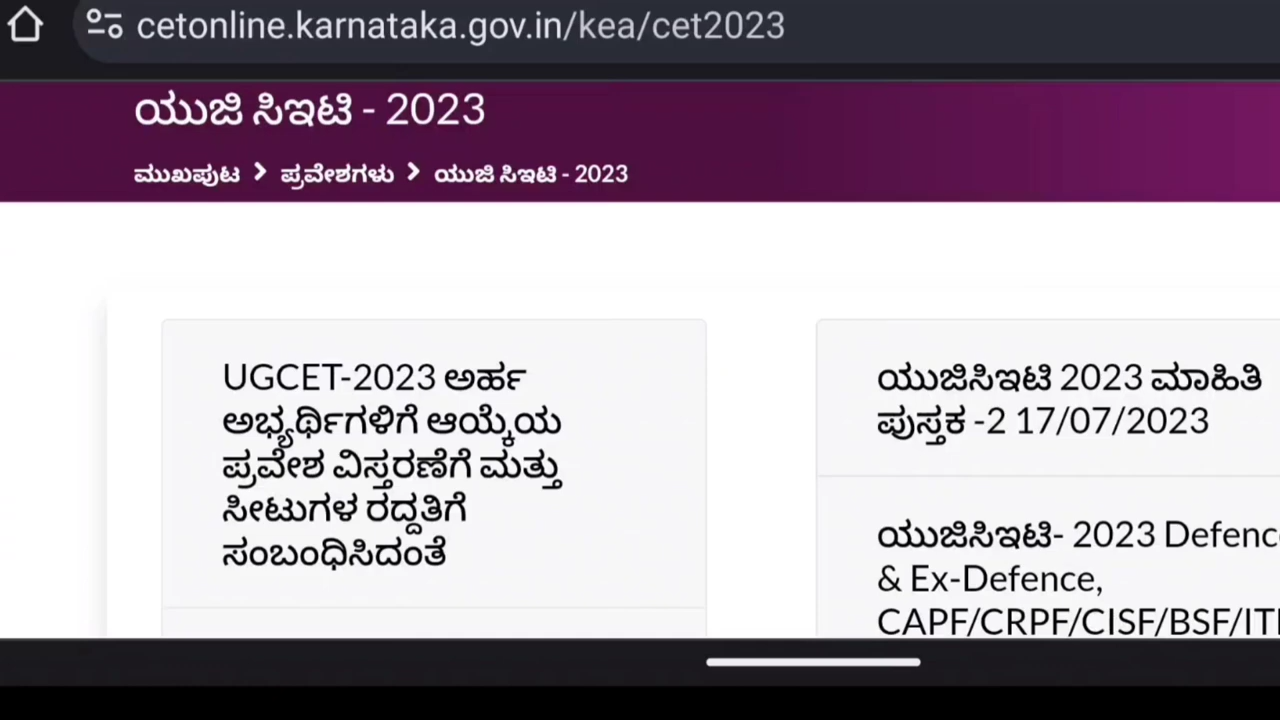 cetonline.karnataka.gov.in/kea/cet2023
ಯುಜಿ ಸಿಇಟಿ - 2023
ಮುಖಪುಟ > ಪ್ರವೇಶಗಳು > ಯುಜಿ ಸಿಇಟಿ - 2023
UGCET-2023 ಅರ್ಹ
ಅಭ್ಯರ್ಥಿಗಳಿಗೆ ಆಯ್ಕೆಯ
ಪ್ರವೇಶ ವಿಸ್ತರಣೆಗೆ ಮತ್ತು
ಸೀಟುಗಳ ರದ್ದತಿಗೆ
ಸಂಬಂಧಿಸಿದಂತೆ
ಯುಜಿಸಿಇಟಿ 2023 ಮಾಹಿತಿ
ಪುಸ್ತಕ -2 17/07/2023
ಯುಜಿಸಿಇಟಿ- 2023 Defence
& Ex-Defence,
CAPF/CRPF/CISF/BSF/ITI